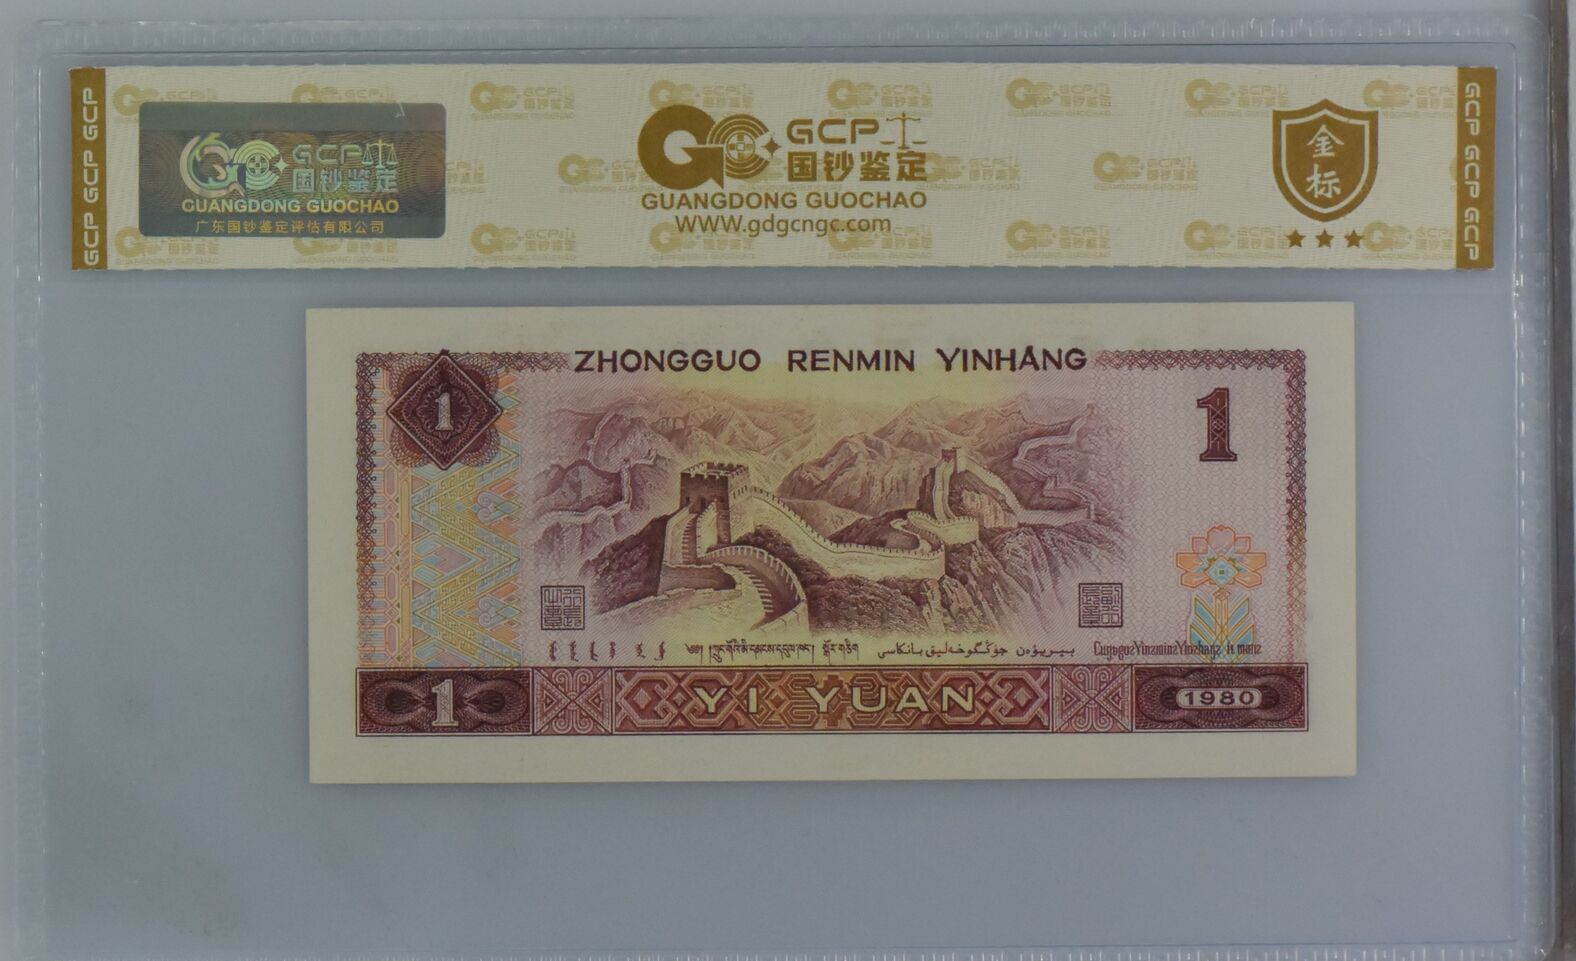 GCP GCP GCP
GCP
国钞鉴定
GUANGDONG GUOCHAO
广东国钞鉴定评估有限公司
GCP
国钞鉴定
GUANGDONG GUOCHAO
WWW.gdgcngc.com
金
标
GCP GCP GCP
ZHONGGUO RENMIN YINHANG
1
1
1
YI YUAN
1980